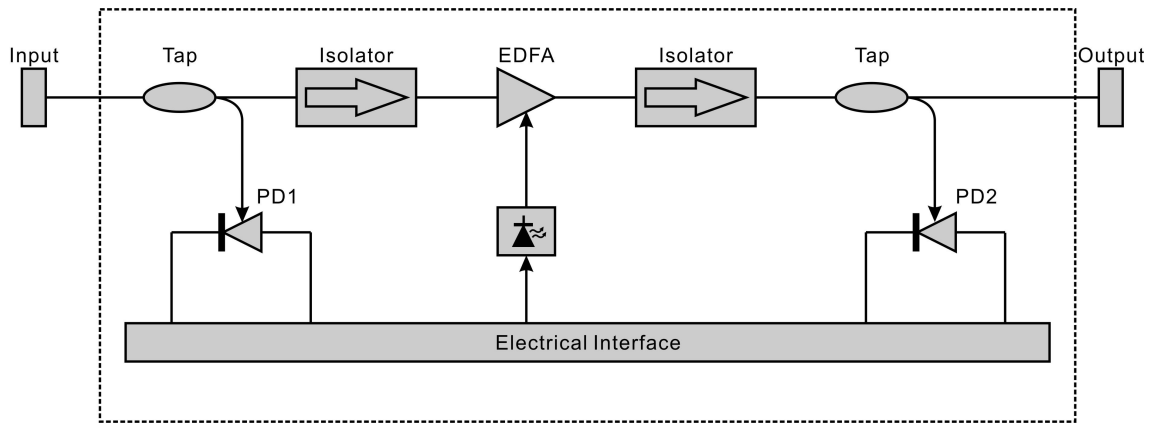 Input
Tap
Isolator
EDFA
Isolator
Tap
Output
PD1
PD2
Electrical Interface